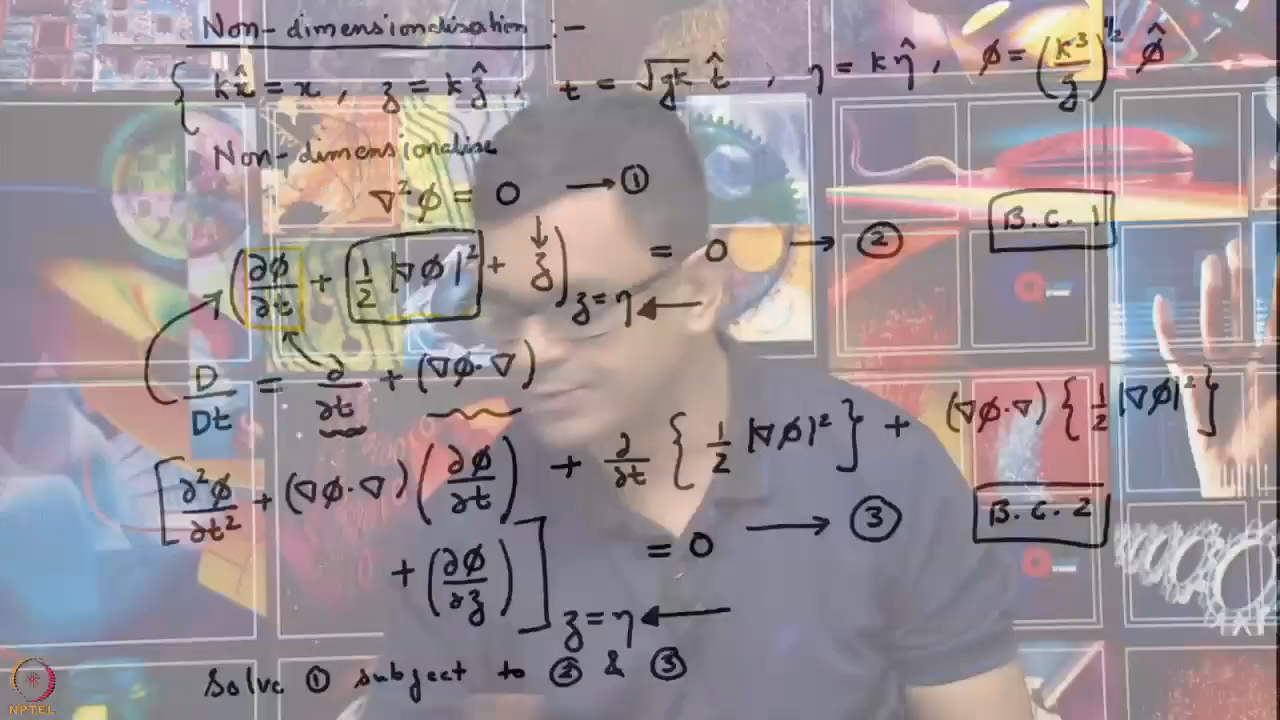 Non-dimensionalisation :-
{ kx̂ = x , z = kẑ , t = √gk t̂ , η = kη̂ , φ = (k³/g)^1/2 φ̂
Non-dimensionalise
∇²φ = 0 → ①
(∂φ/∂t + 1/2 |∇φ|² + z)_z=η = 0 → ② B.C. 1
D/Dt = ∂/∂t + (∇φ·∇)
[∂²φ/∂t² + (∇φ·∇)(∂φ/∂t) + ∂/∂t {1/2 |∇φ|²} + (∇φ·∇){1/2 |∇φ|²}
+ (∂φ/∂z)]_z=η = 0 → ③ B.C. 2
Solve ① subject to ② & ③
NPTEL